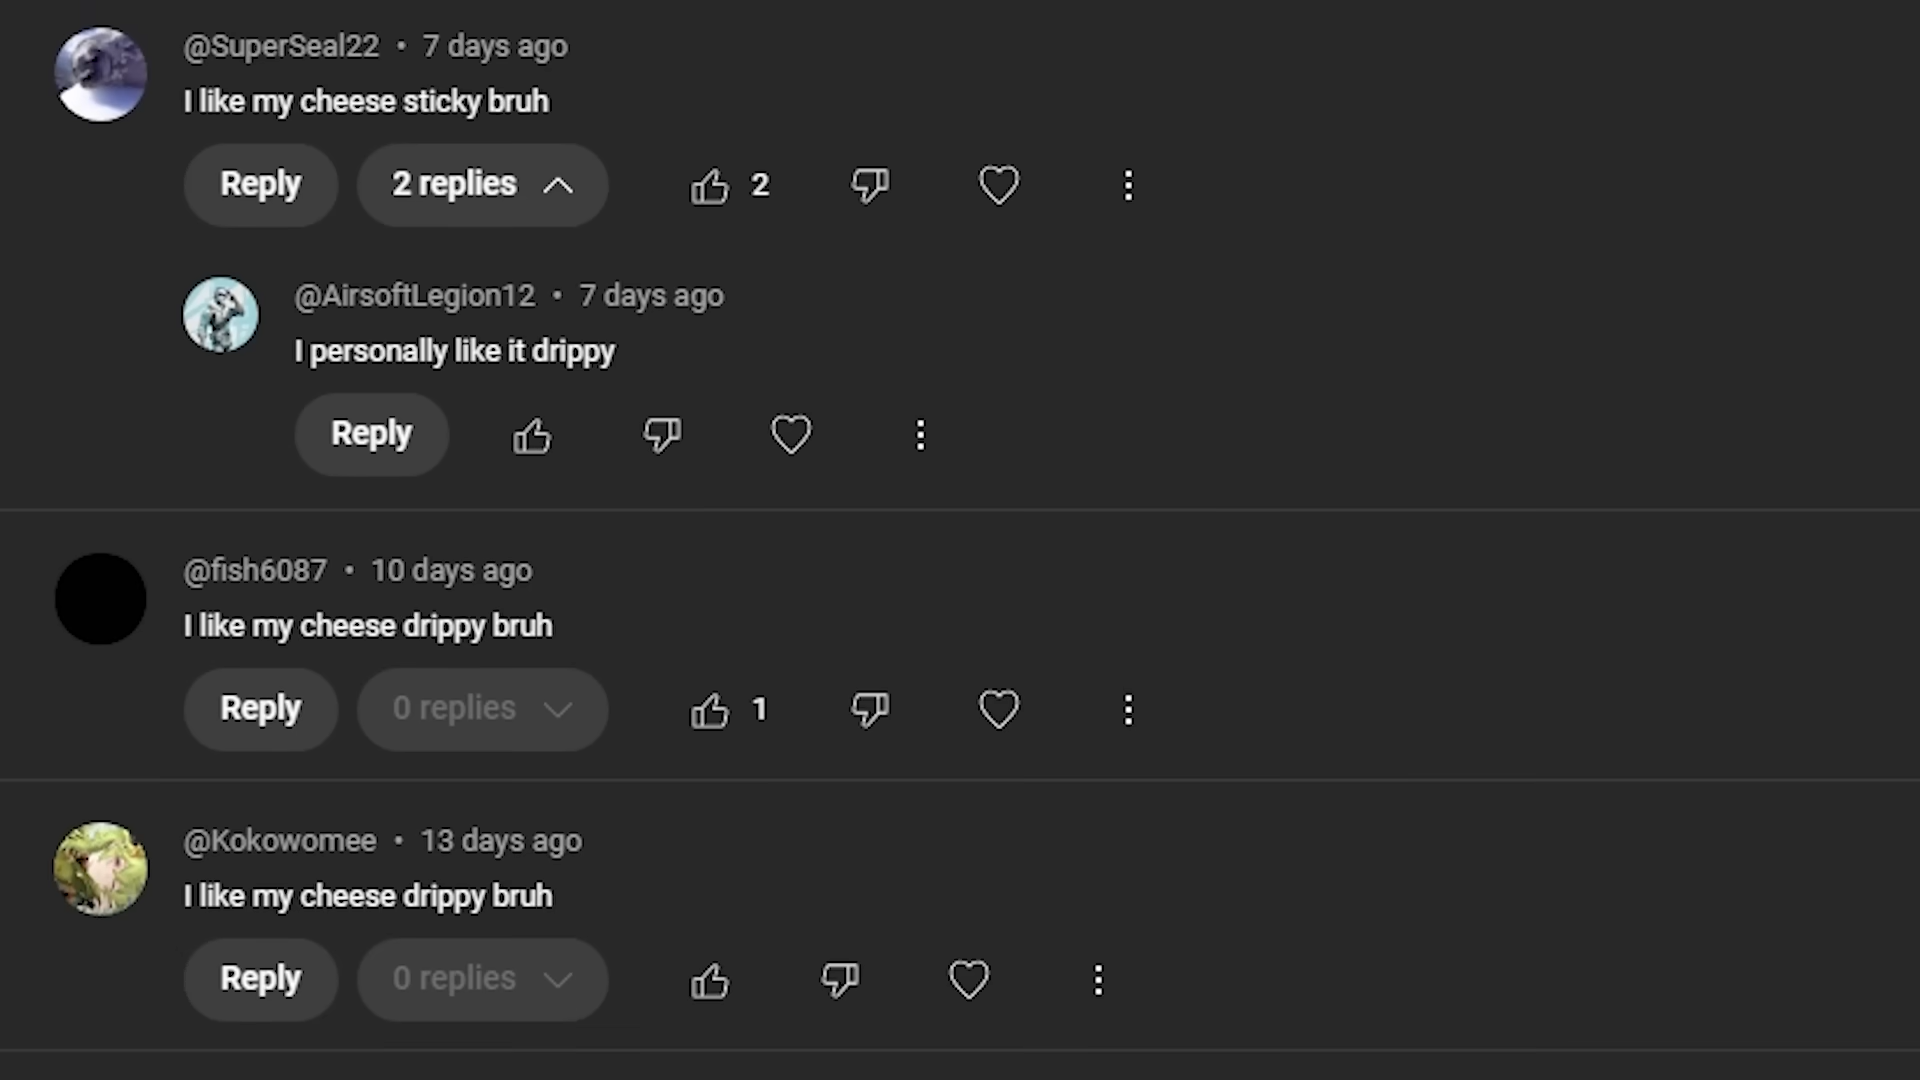 @SuperSeal22 • 7 days ago
I like my cheese sticky bruh
Reply 2 replies 2
@AirsoftLegion12 • 7 days ago
I personally like it drippy
Reply
@fish6087 • 10 days ago
I like my cheese drippy bruh
Reply 0 replies 1
@Kokowomee • 13 days ago
I like my cheese drippy bruh
Reply 0 replies